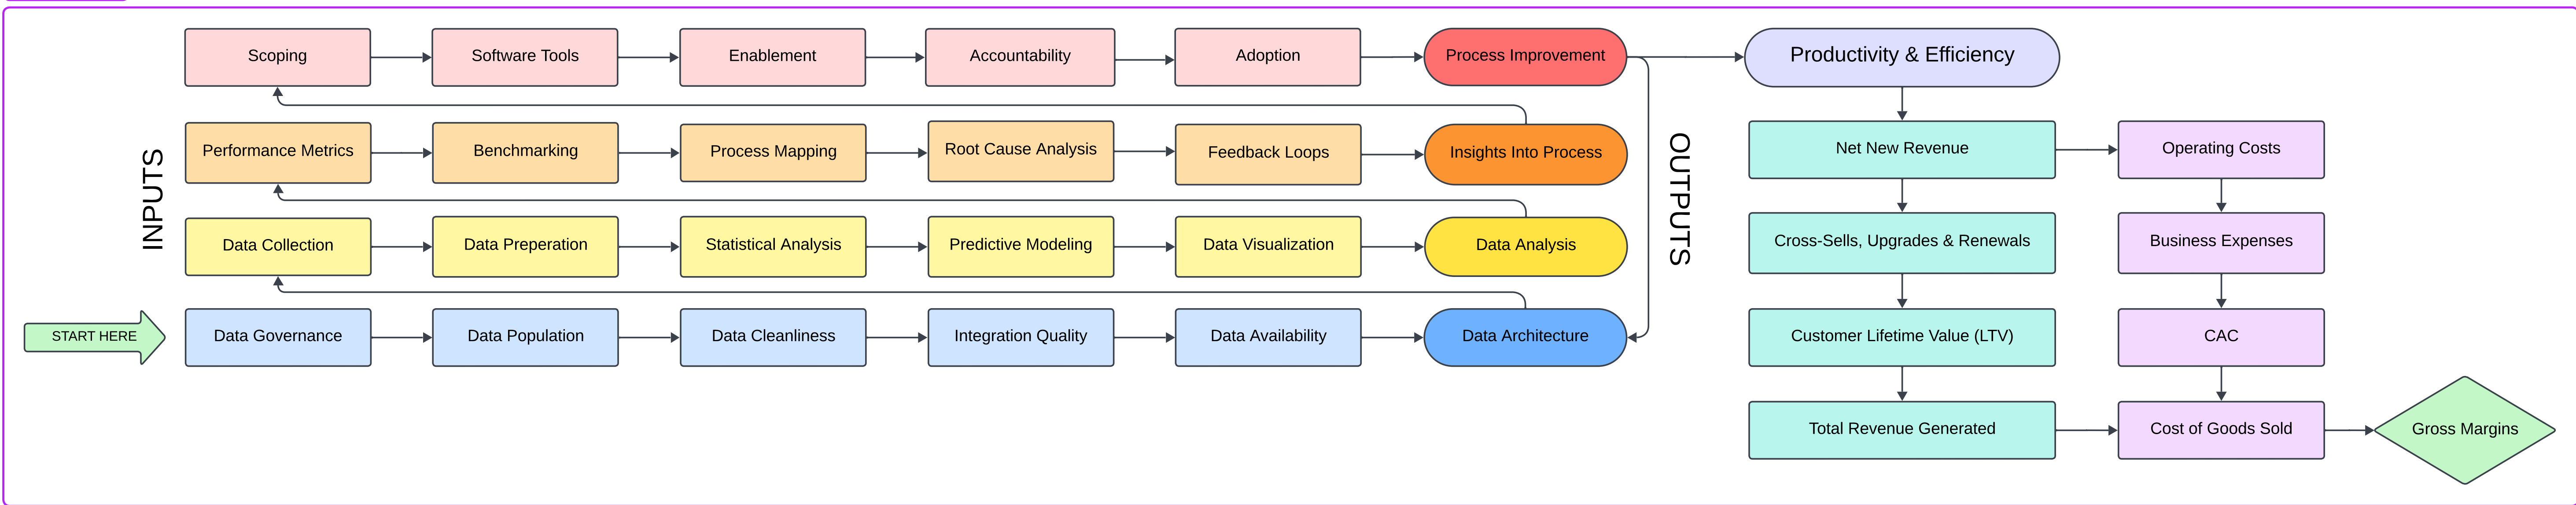 Scoping
Software Tools
Enablement
Accountability
Adoption
Process Improvement
Productivity & Efficiency
INPUTS
Performance Metrics
Benchmarking
Process Mapping
Root Cause Analysis
Feedback Loops
Insights Into Process
OUTPUTS
Net New Revenue
Operating Costs
Data Collection
Data Preperation
Statistical Analysis
Predictive Modeling
Data Visualization
Data Analysis
Cross-Sells, Upgrades & Renewals
Business Expenses
START HERE
Data Governance
Data Population
Data Cleanliness
Integration Quality
Data Availability
Data Architecture
Customer Lifetime Value (LTV)
CAC
Total Revenue Generated
Cost of Goods Sold
Gross Margins